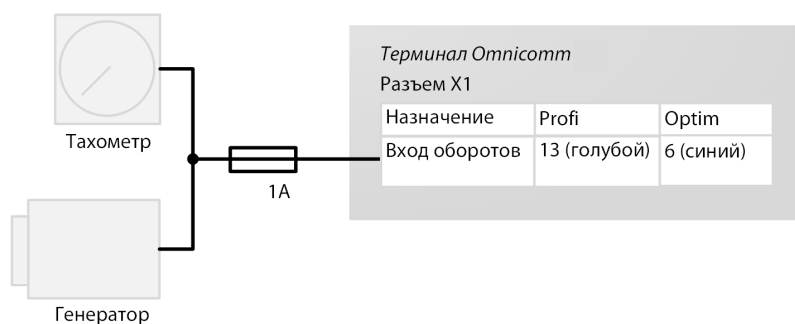 Терминал Omnicomm
Разъем X1
Назначение Profi Optim
Вход оборотов 13 (голубой) 6 (синий)
Тахометр
1А
Генератор